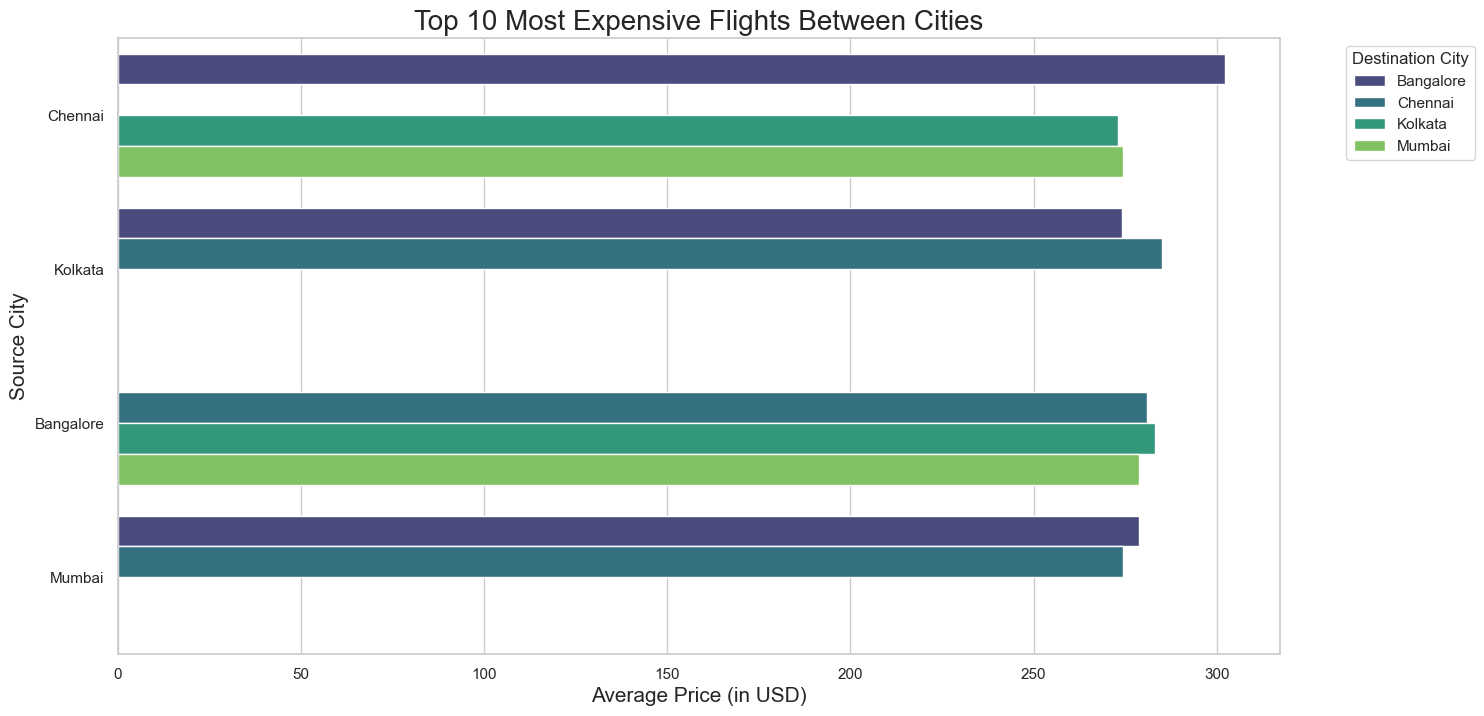 Top 10 Most Expensive Flights Between Cities
Destination City
Bangalore
Chennai
Kolkata
Mumbai
Source City
Chennai
Kolkata
Bangalore
Mumbai
0 50 100 150 200 250 300
Average Price (in USD)